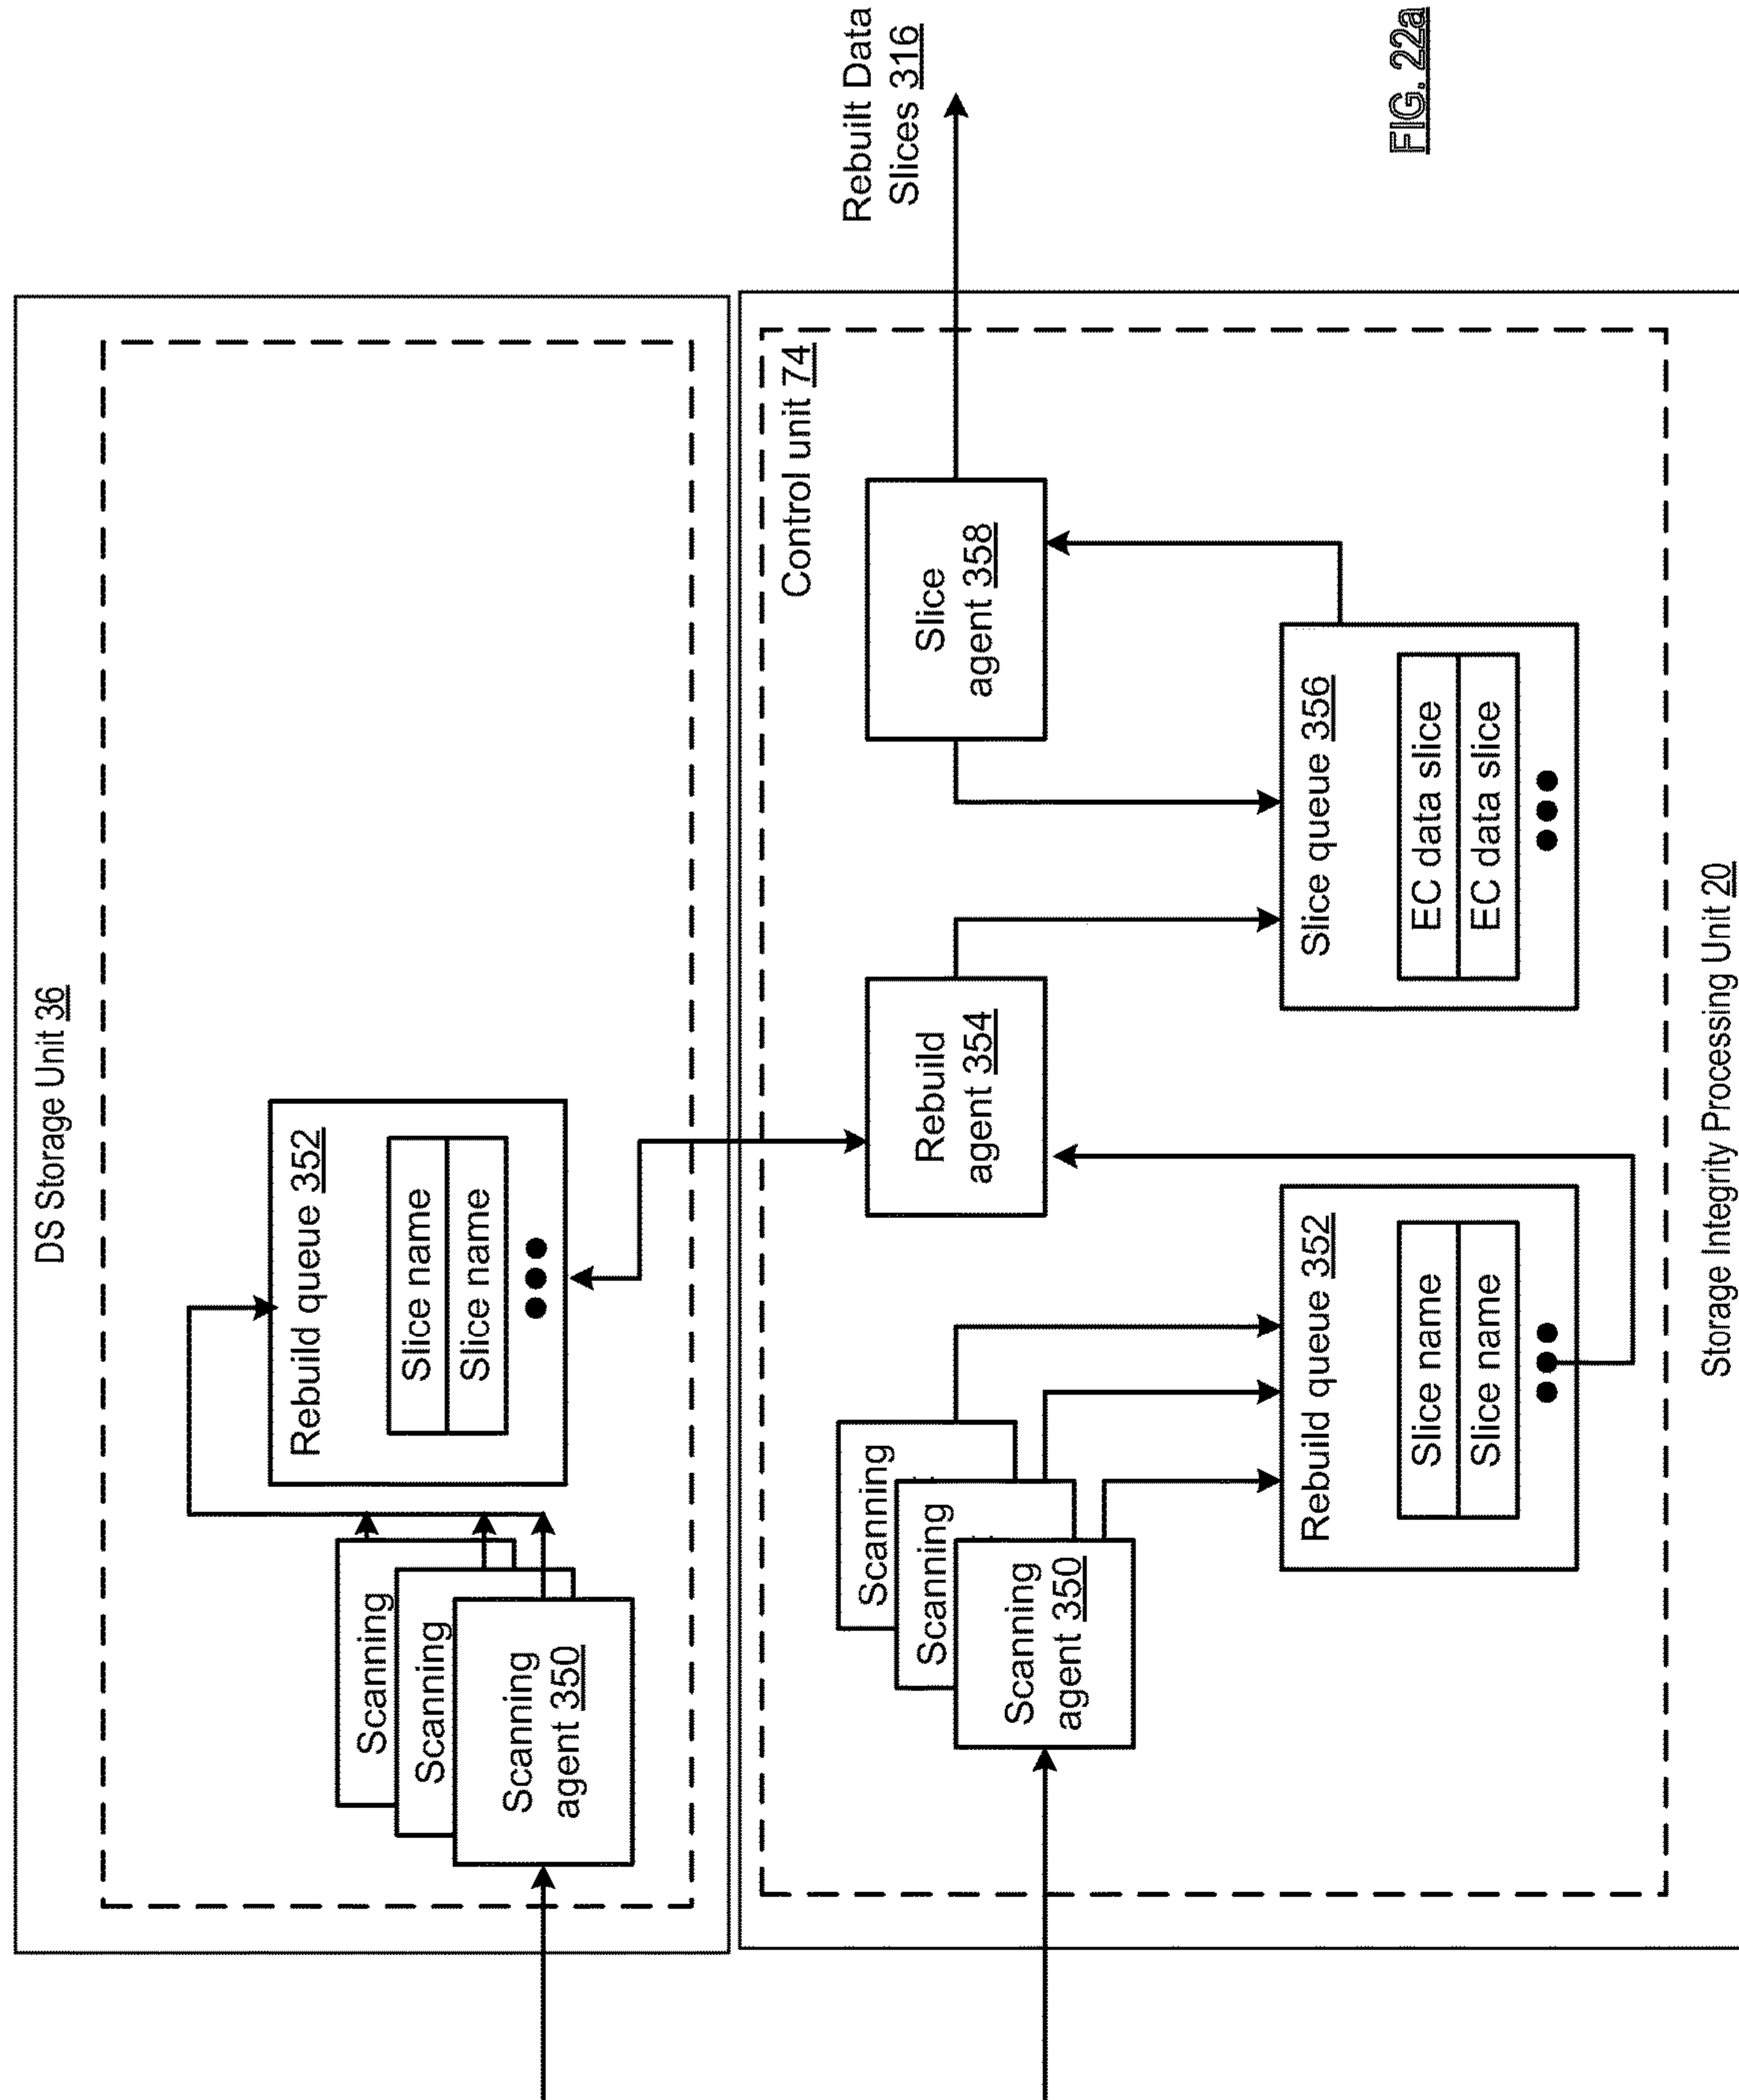 DS Storage Unit 36
Scanning
Scanning
Scanning
agent 350
Rebuild queue 352
Slice name
Slice name
Control unit 74
Scanning
Scanning
Scanning
agent 350
Rebuild queue 352
Slice name
Slice name
Rebuild
agent 354
Slice
agent 358
Slice queue 356
EC data slice
EC data slice
Rebuilt Data
Slices 316
Storage Integrity Processing Unit 20
FIG. 22a